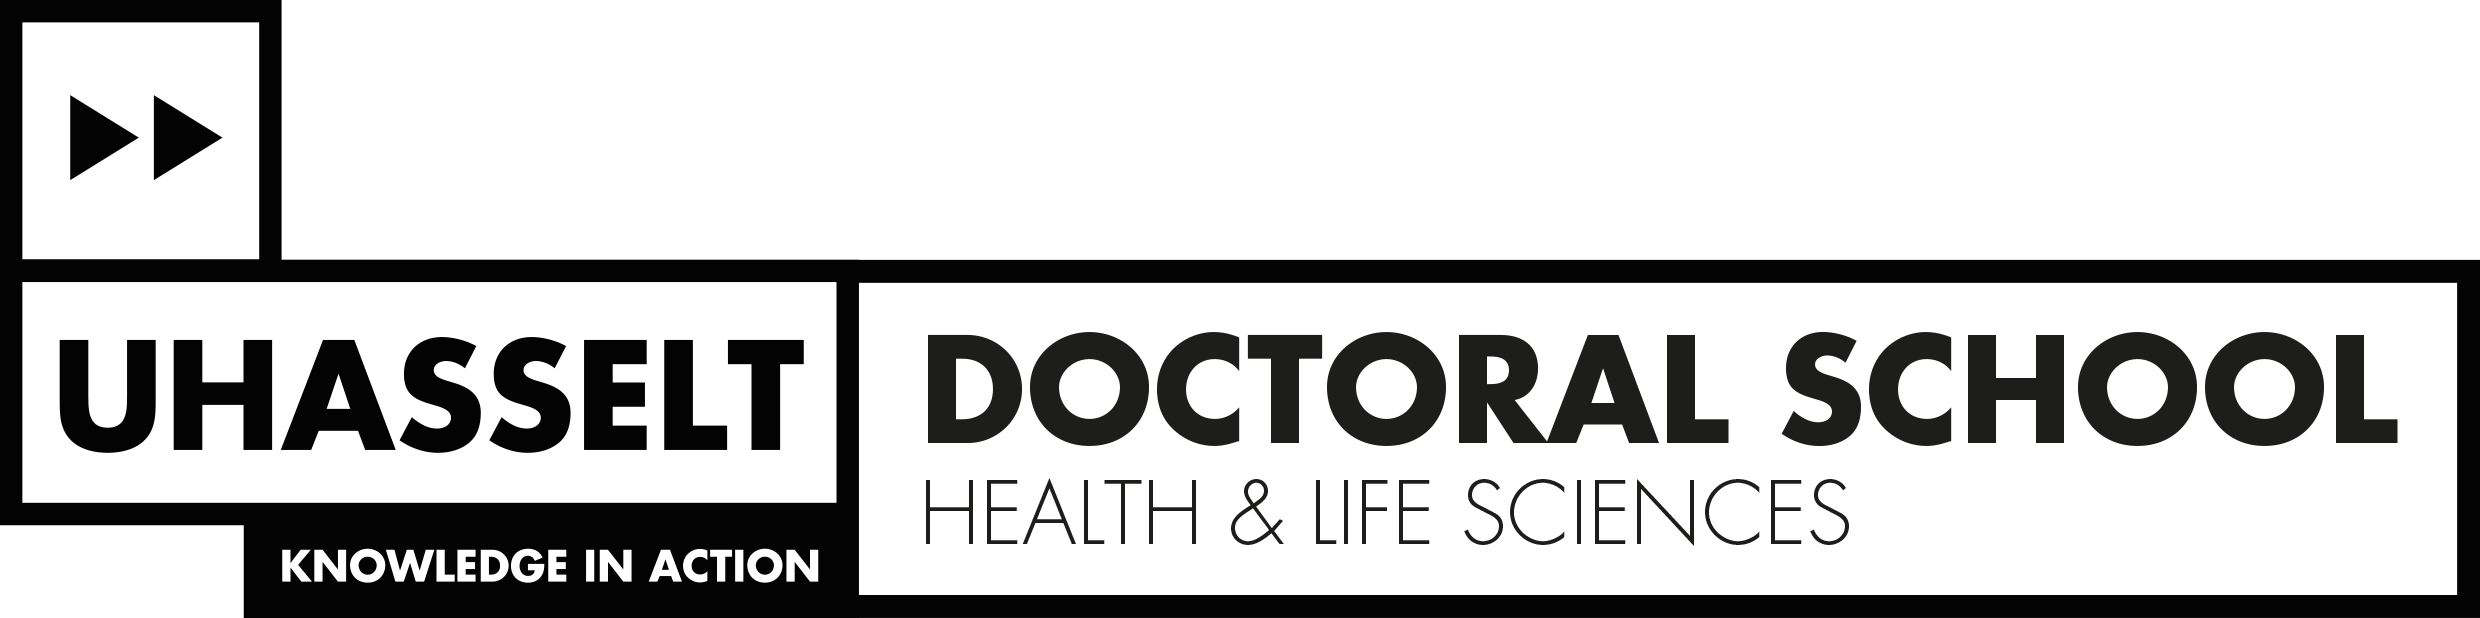 UHASSELT
KNOWLEDGE IN ACTION
DOCTORAL SCHOOL
HEALTH & LIFE SCIENCES